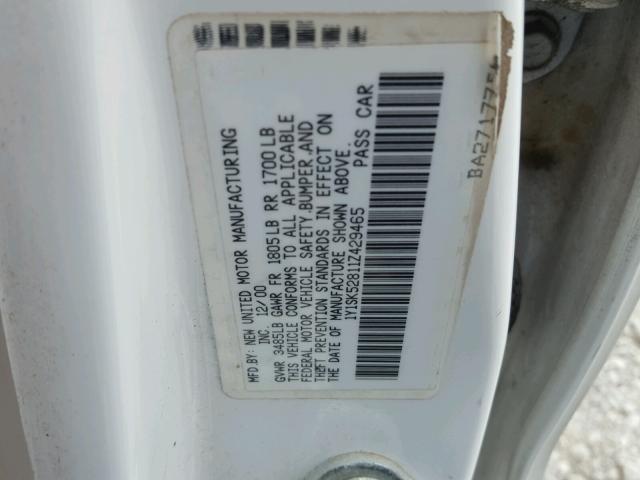 MFD.BY: NEW UNITED MOTOR MANUFACTURING
INC. 12/00
GVWR 3485LB GAWR FR 1805LB RR 1700LB
THIS VEHICLE CONFORMS TO ALL APPLICABLE
FEDERAL MOTOR VEHICLE SAFETY,BUMPER,AND
THEFT PREVENTION STANDARDS IN EFFECT ON
THE DATE OF MANUFACTURE SHOWN ABOVE.
1Y1SK52811Z429465 PASS CAR